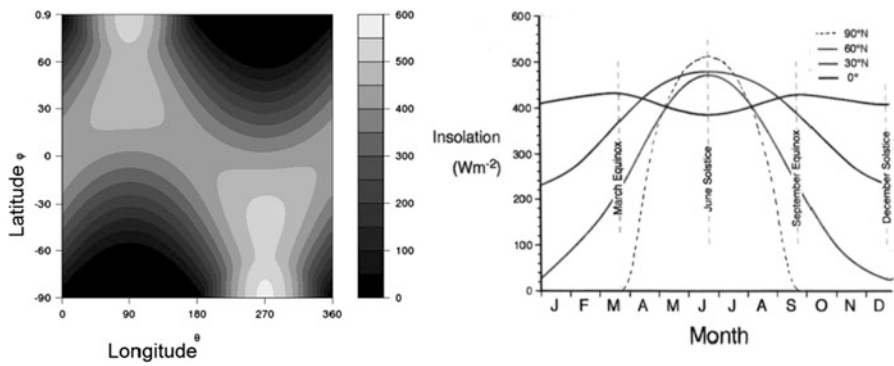 0.9
60
30
0
-30
-60
-90
Latitude φ
0 90 180 270 360
Longitude θ
600
500
400
300
200
100
0
600
500
400
300
200
100
0
Insolation
(Wm-2)
90°N
60°N
30°N
0°
March Equinox
June Solstice
September Equinox
December Solstice
J F M A M J J A S O N D
Month